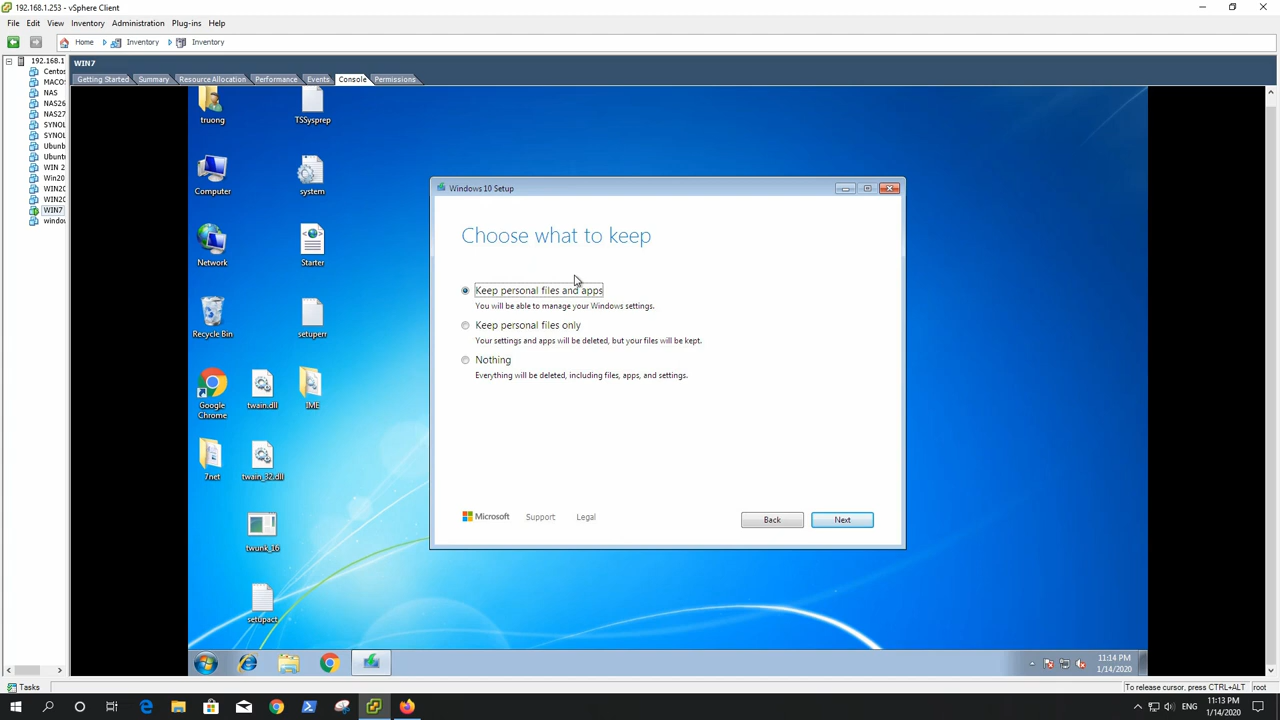 192.168.1.253 - vSphere Client
File Edit View Inventory Administration Plug-ins Help
Home Inventory Inventory
192.168.1
Centos
MACO
NAS
NAS26
NAS27
SYNOL
SYNOL
Ubunb
Ubunt
WIN 2
Win20
WIN20
WIN20
WIN7
window
WIN7
Getting Started Summary Resource Allocation Performance Events Console Permissions
truong
TSSysprep
Computer
system
Network
Starter
Recycle Bin
setuperr
Google Chrome
twain.dll
IME
7net
twain_32.dll
twunk_16
setupact
Windows 10 Setup
Choose what to keep
Keep personal files and apps
You will be able to manage your Windows settings.
Keep personal files only
Your settings and apps will be deleted, but your files will be kept.
Nothing
Everything will be deleted, including files, apps, and settings.
Microsoft Support Legal
Back Next
11:14 PM
1/14/2020
Tasks
To release cursor, press CTRL+ALT root
ENG
11:13 PM
1/14/2020